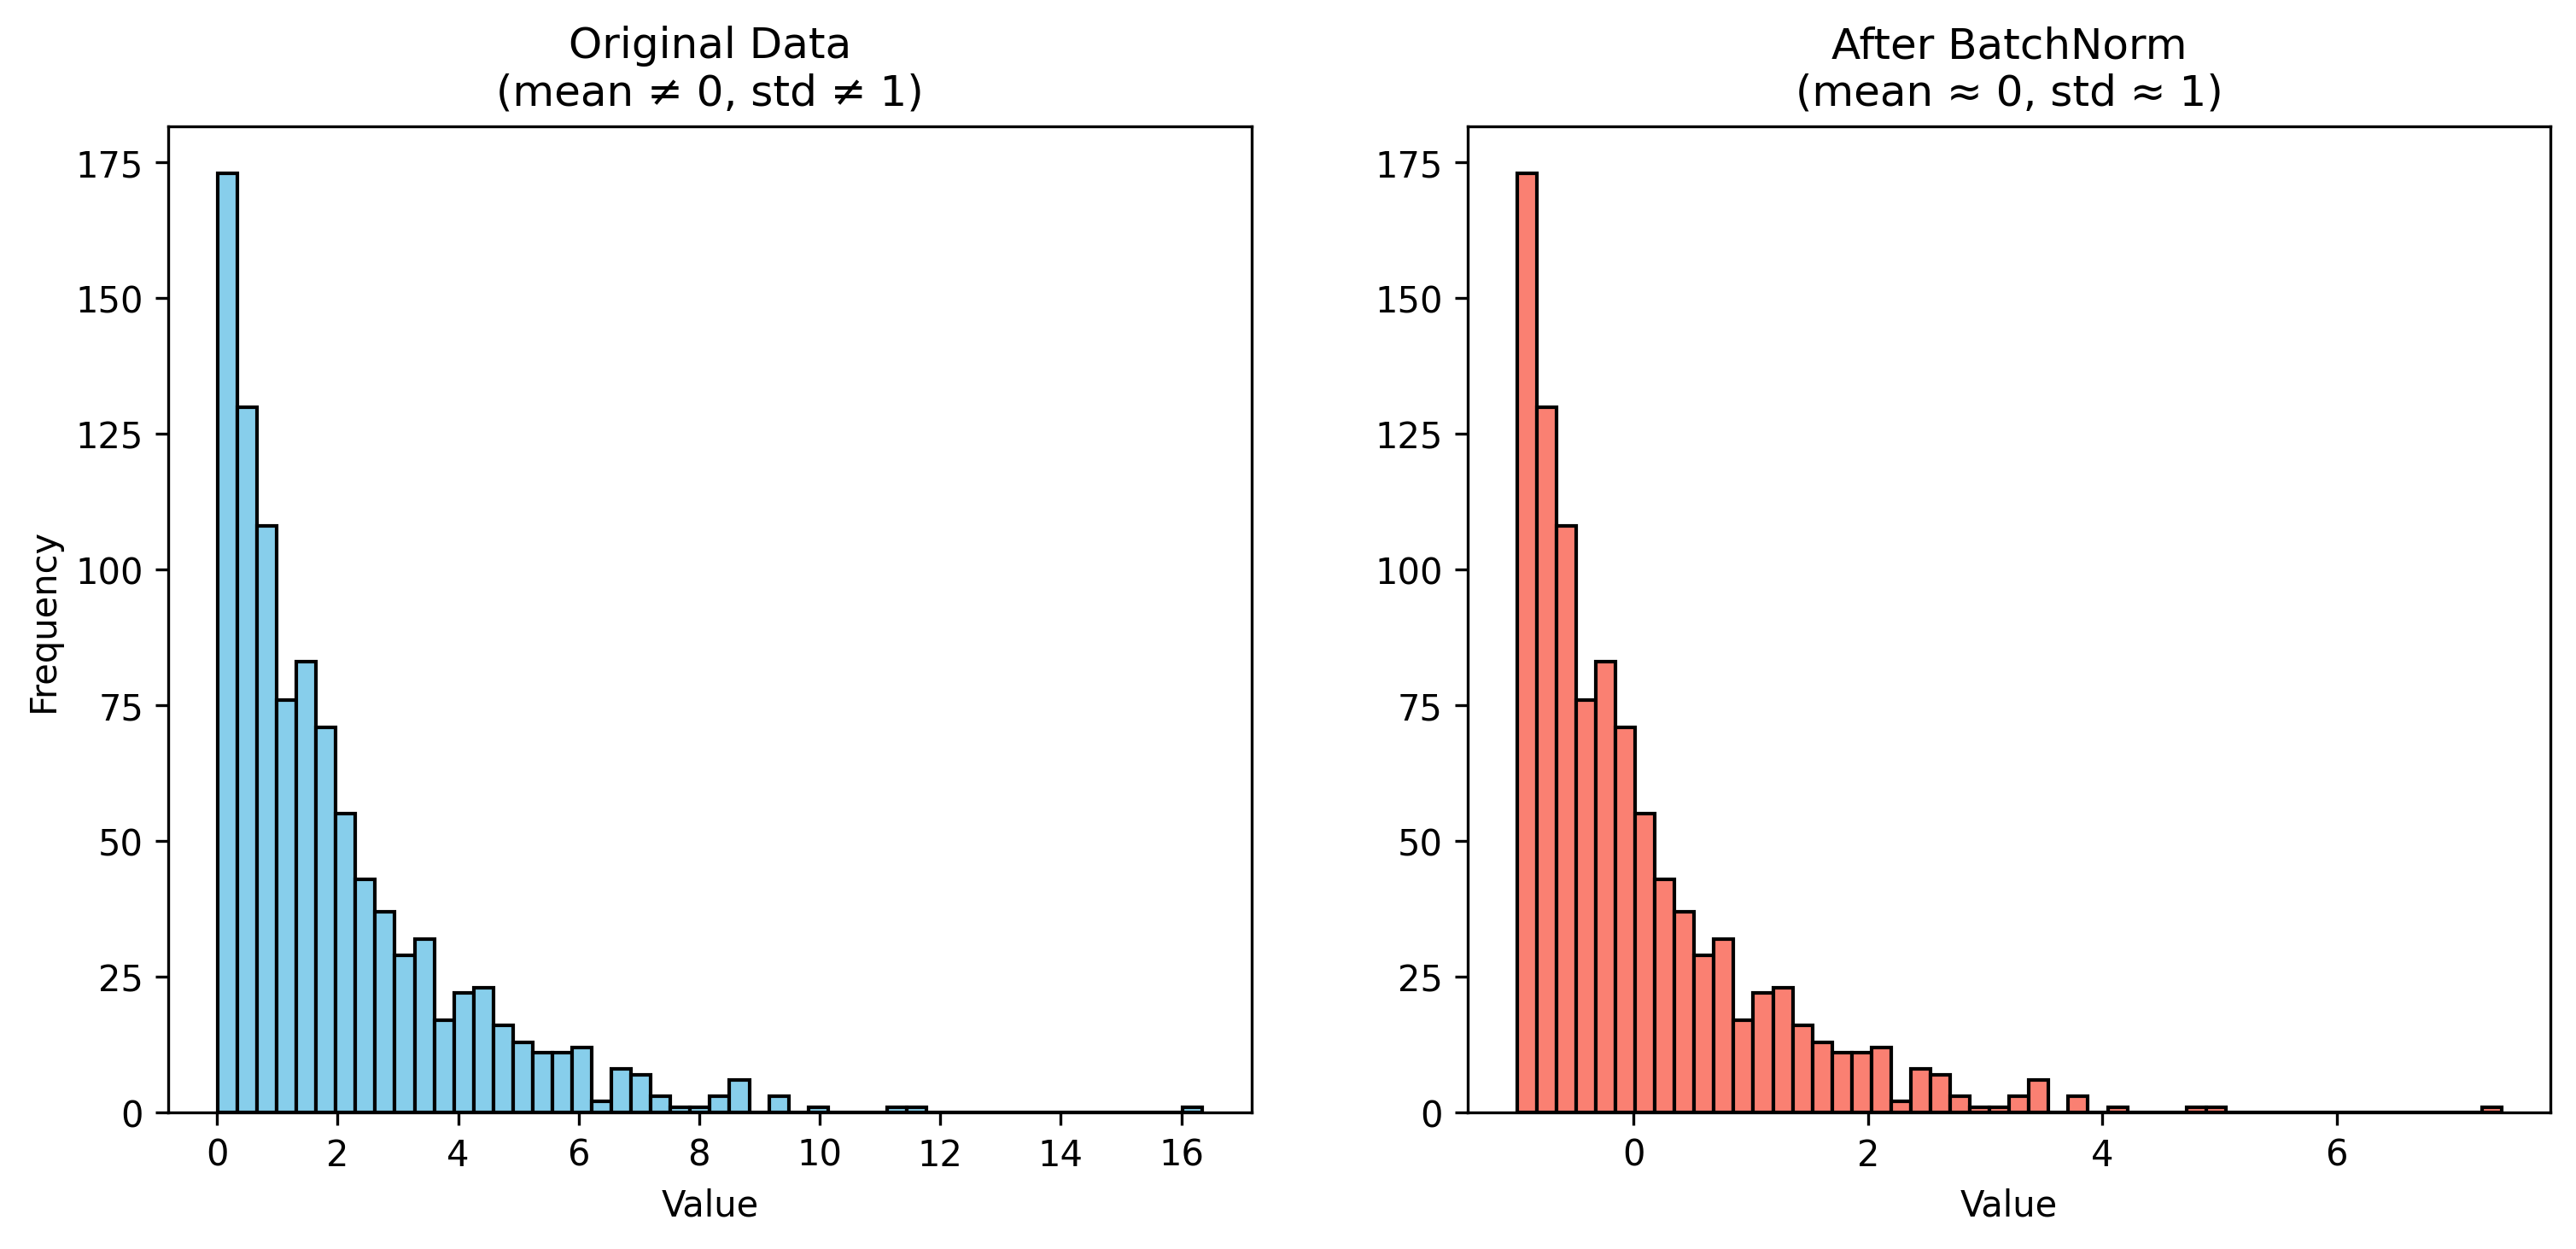 Original Data
(mean ≠ 0, std ≠ 1)
175
150
125
100
75
50
25
0
Frequency
0 2 4 6 8 10 12 14 16
Value
After BatchNorm
(mean ≈ 0, std ≈ 1)
175
150
125
100
75
50
25
0
0 2 4 6
Value